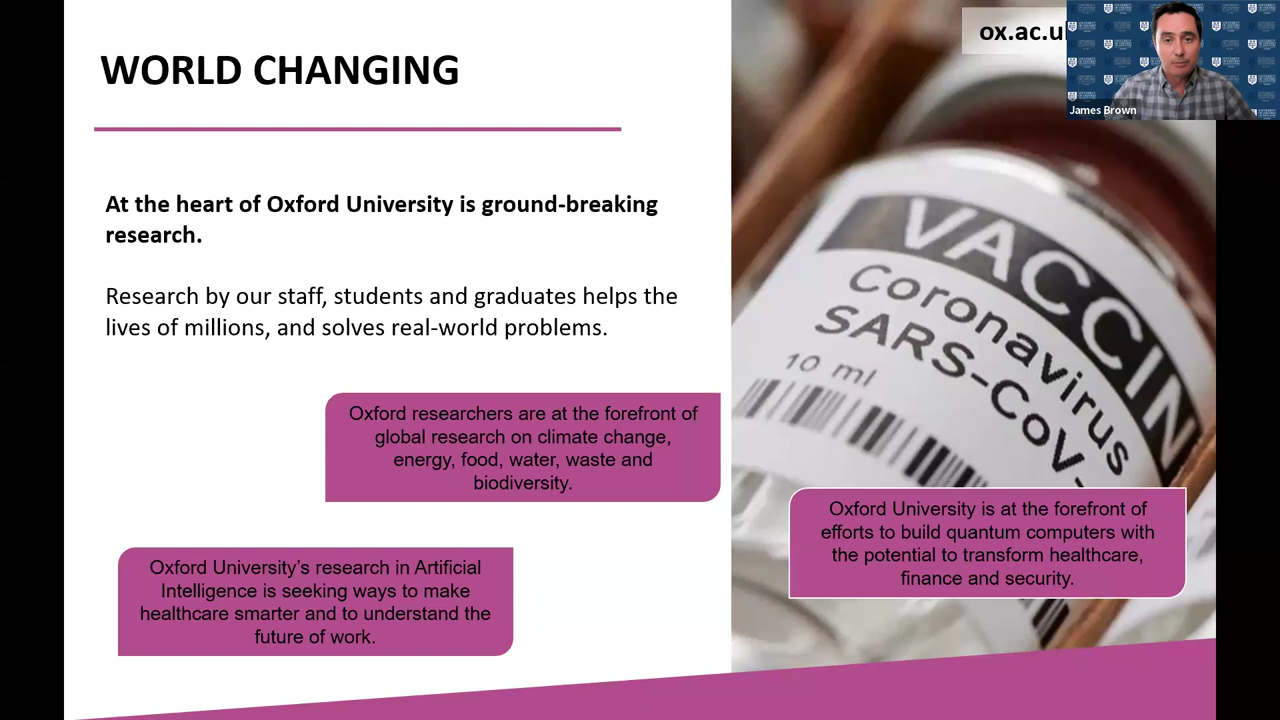 WORLD CHANGING
ox.ac.u
James Brown
At the heart of Oxford University is ground-breaking
research.
Research by our staff, students and graduates helps the
lives of millions, and solves real-world problems.
VACCIN
Coronavirus
SARS-CoV-
10 ml
Oxford researchers are at the forefront of
global research on climate change,
energy, food, water, waste and
biodiversity.
Oxford University is at the forefront of
efforts to build quantum computers with
the potential to transform healthcare,
finance and security.
Oxford University’s research in Artificial
Intelligence is seeking ways to make
healthcare smarter and to understand the
future of work.